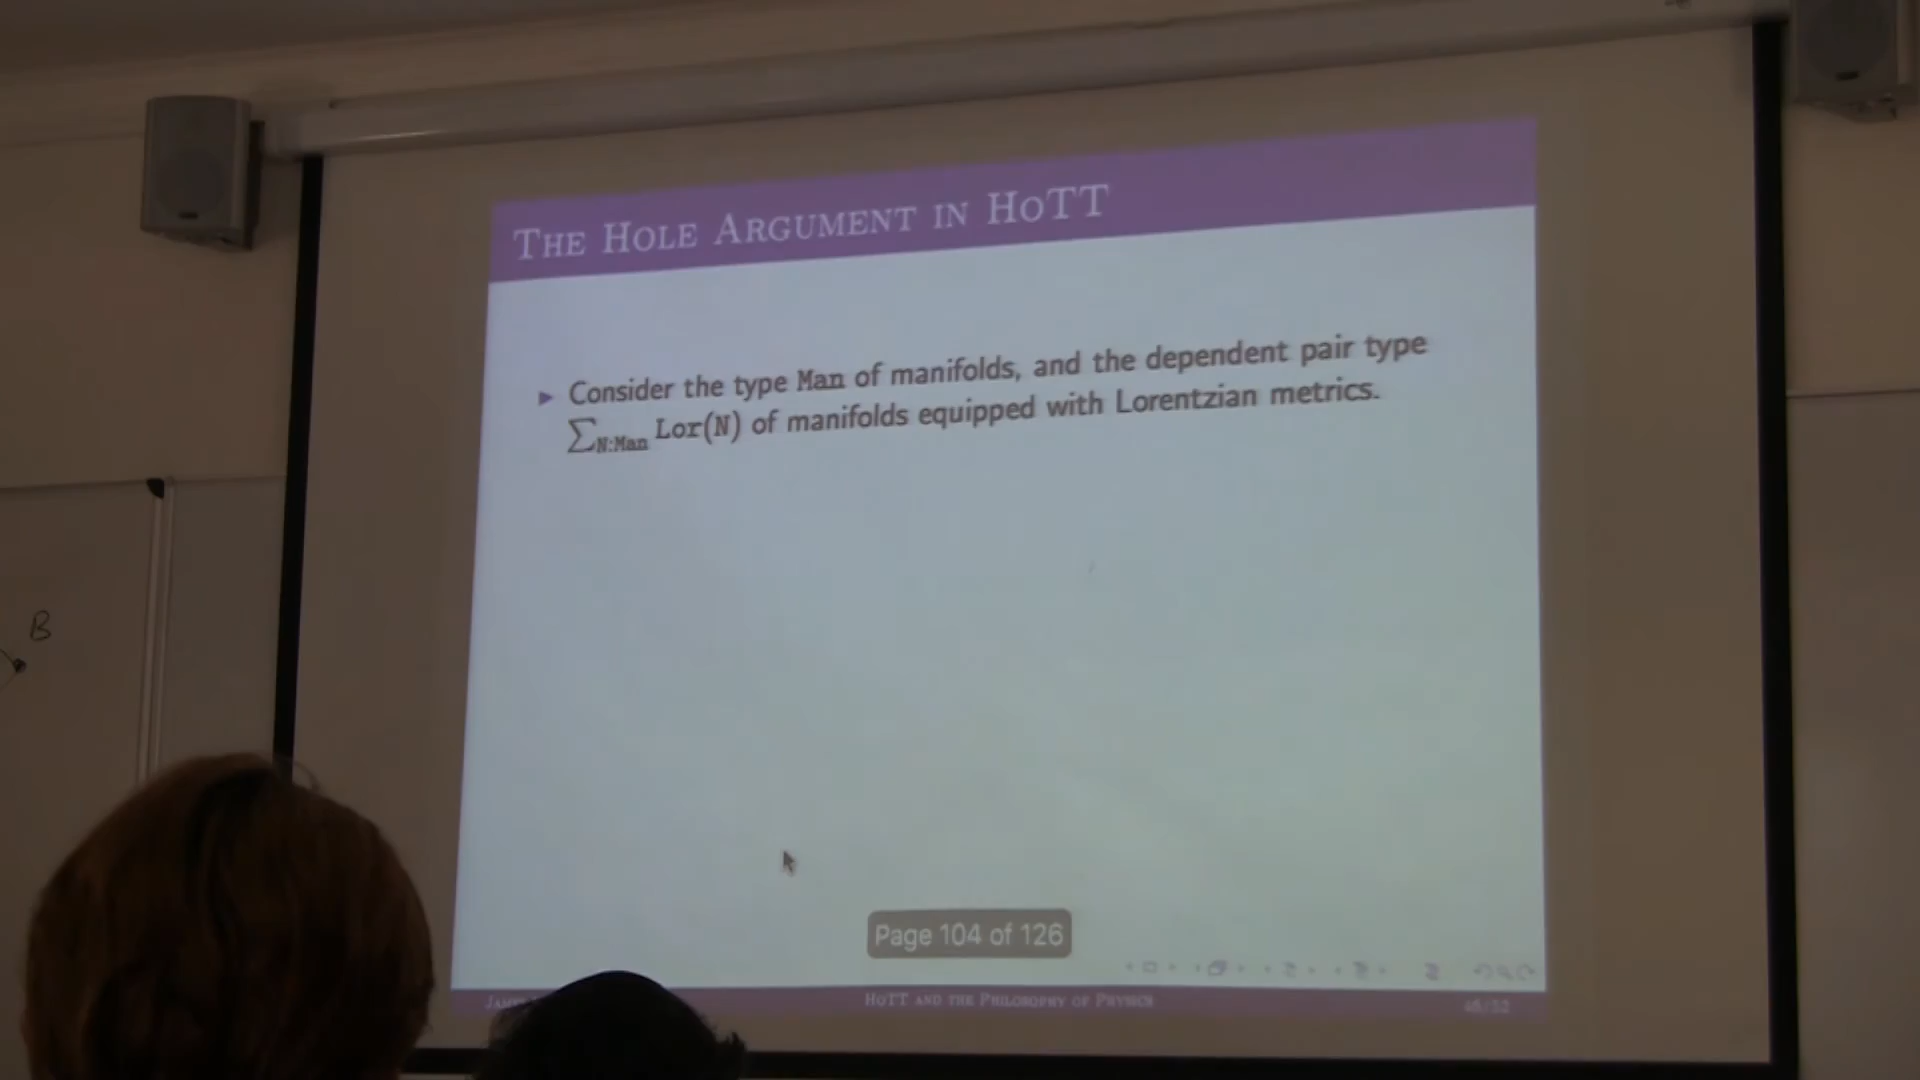 THE HOLE ARGUMENT IN HOTT
Consider the type Man of manifolds, and the dependent pair type
∑N:Man Lor(N) of manifolds equipped with Lorentzian metrics.
B
Page 104 of 126
HOTT AND THE PHILOSOPHY OF PHYSICS